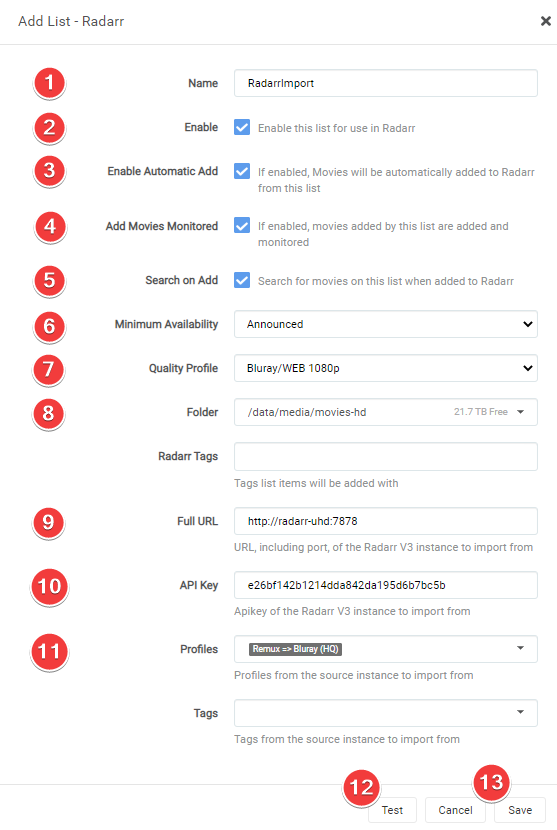 Add List - Radarr ×
1 Name RadarrImport
2 Enable Enable this list for use in Radarr
3 Enable Automatic Add If enabled, Movies will be automatically added to Radarr
from this list
4 Add Movies Monitored If enabled, movies added by this list are added and
monitored
5 Search on Add Search for movies on this list when added to Radarr
6 Minimum Availability Announced
7 Quality Profile Bluray/WEB 1080p
8 Folder /data/media/movies-hd 21.7 TB Free
Radarr Tags
Tags list items will be added with
9 Full URL http://radarr-uhd:7878
URL, including port, of the Radarr V3 instance to import from
10 API Key e26bf142b1214dda842da195d6b7bc5b
Apikey of the Radarr V3 instance to import from
11 Profiles Remux => Bluray (HQ)
Profiles from the source instance to import from
Tags
Tags from the source instance to import from
12 Test Cancel 13 Save